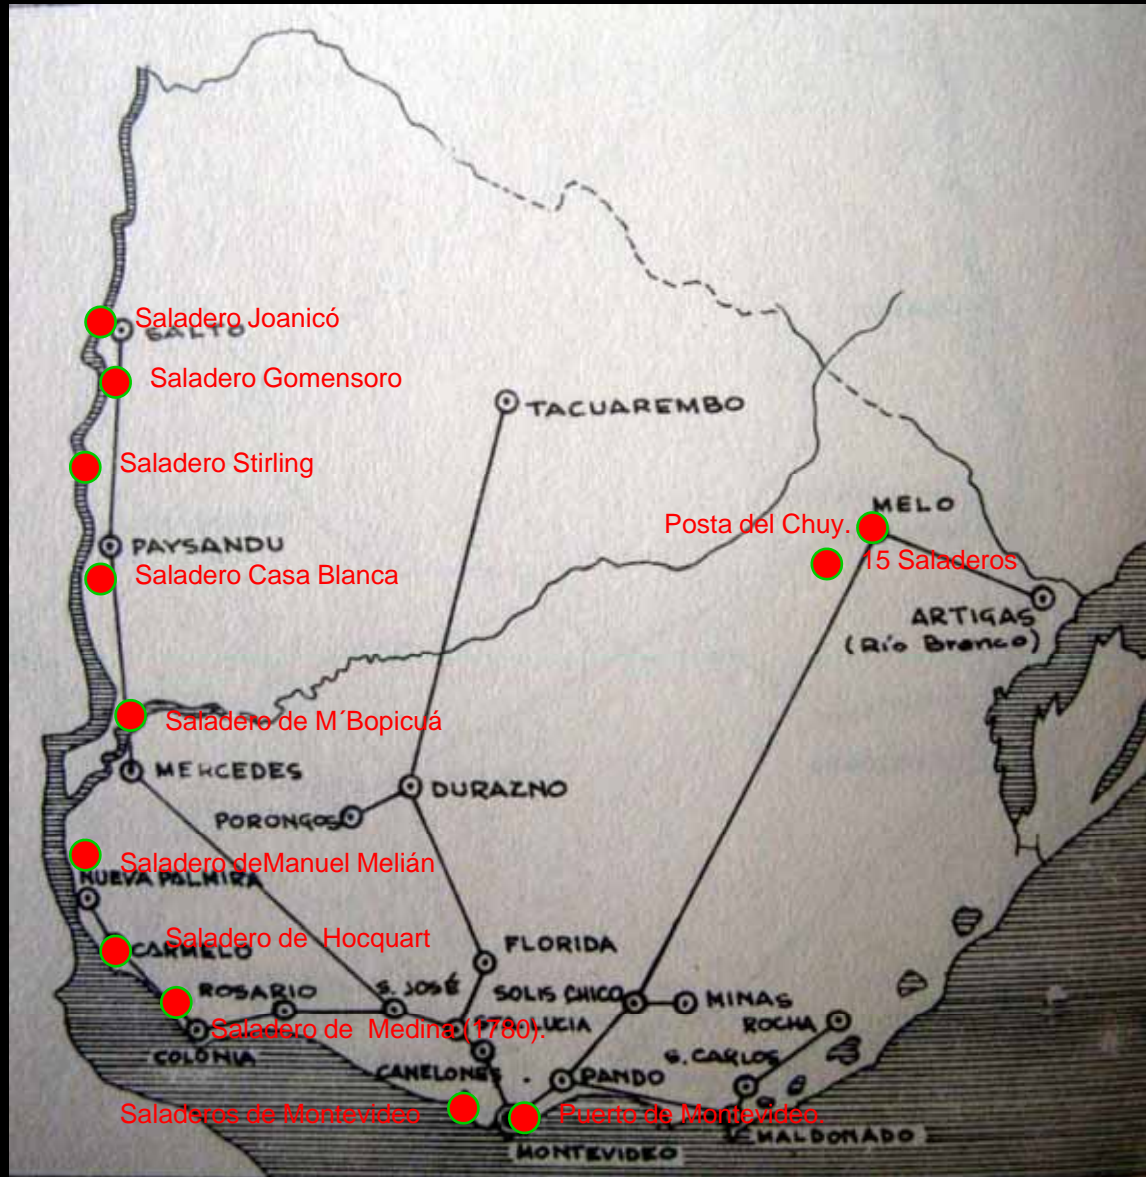 Saladero Joanicó
SALTO
Saladero Gomensoro
TACUAREMBO
Saladero Stirling
MELO
Posta del Chuy.
PAYSANDU
15 Saladeros
Saladero Casa Blanca
ARTIGAS
(Río Branco)
Saladero de M´Bopicuá
MERCEDES
DURAZNO
PORONGOS
Saladero deManuel Melián
NUEVA PALMIRA
Saladero de Hocquart
CARMELO
FLORIDA
ROSARIO
S. JOSÉ
SOLIS CHICO
MINAS
STA LUCIA
ROCHA
Saladero de Medina (1780).
COLONIA
S. CARLOS
CANELONES
PANDO
Saladeros de Montevideo
Puerto de Montevideo.
MALDONADO
MONTEVIDEO